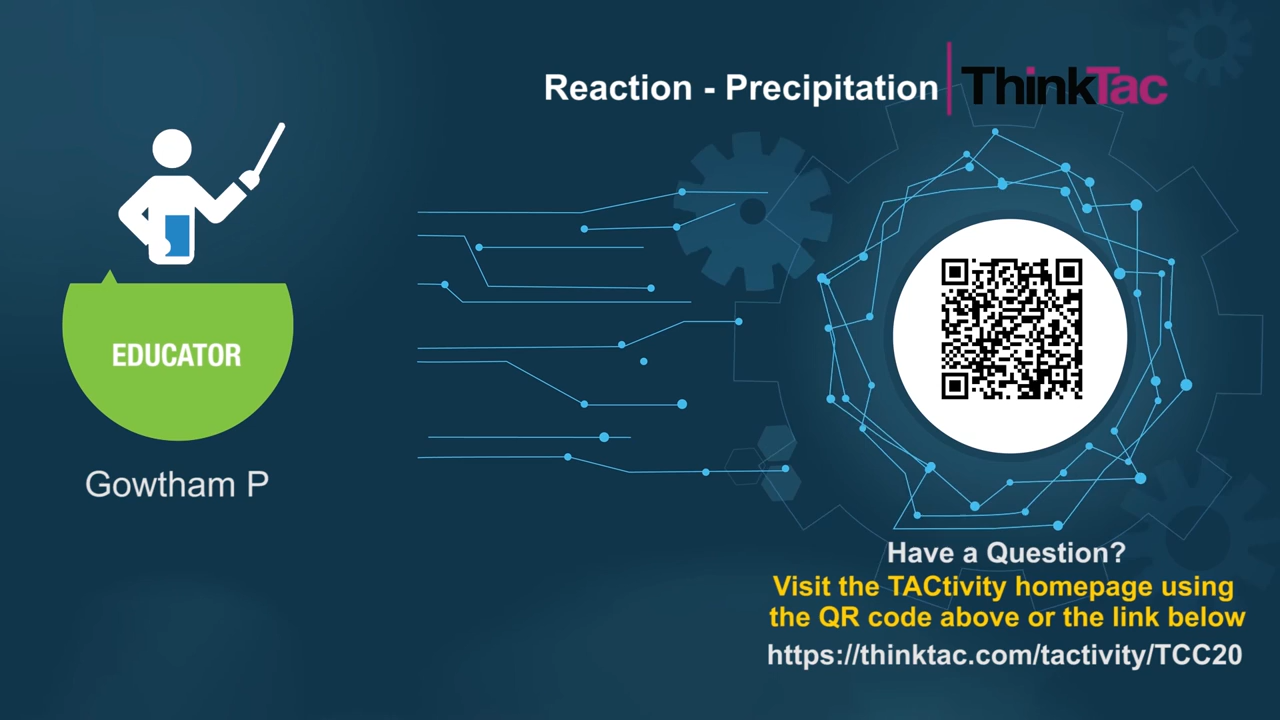 Reaction - Precipitation
ThinkTac
EDUCATOR
Gowtham P
Have a Question?
Visit the TACtivity homepage using
the QR code above or the link below
https://thinktac.com/tactivity/TCC20